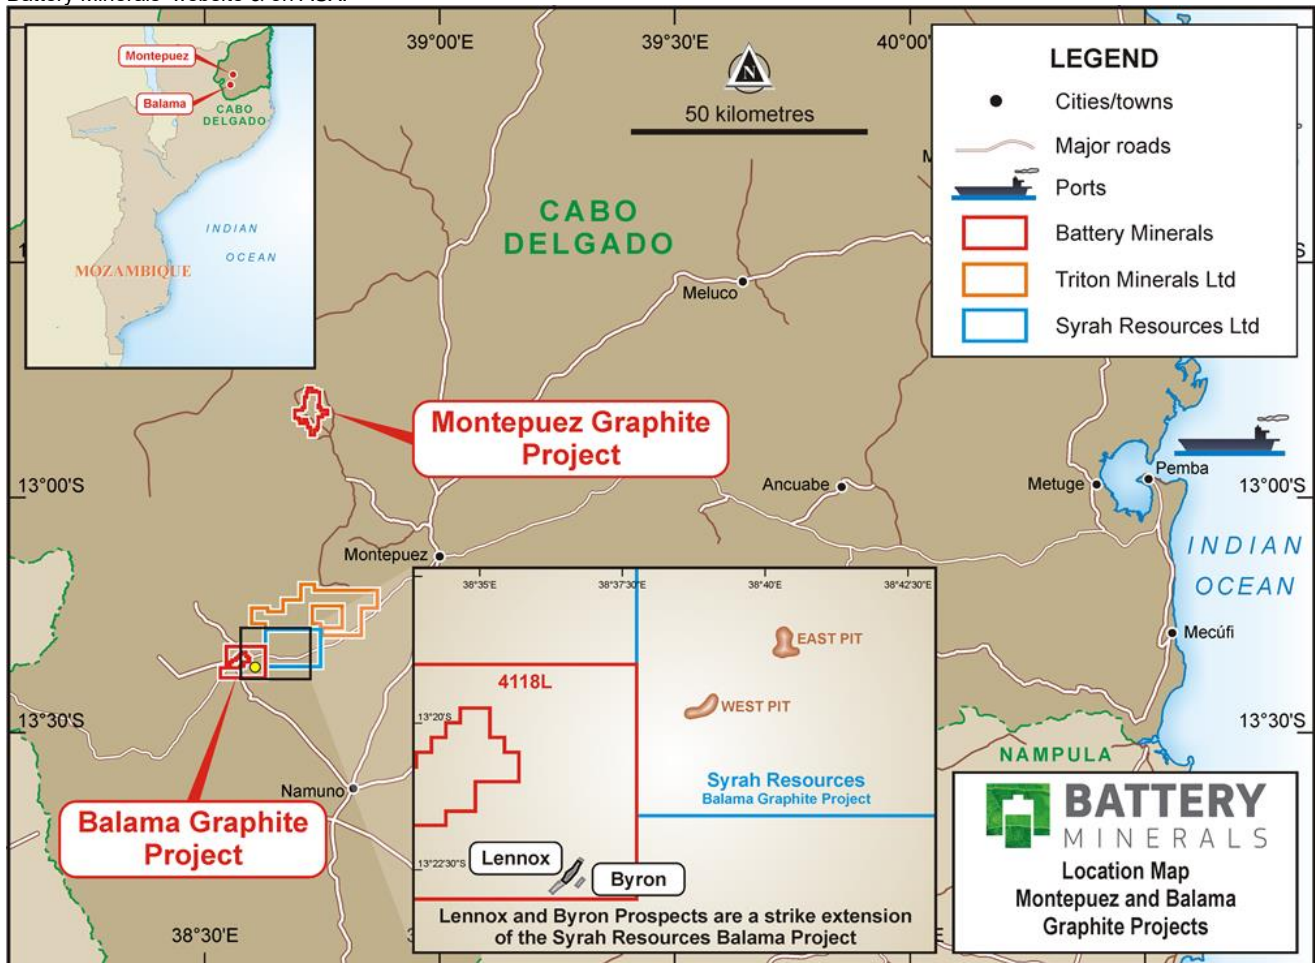 39°00'E
39°30'E
40°00'
N
50 kilometres
LEGEND
Cities/towns
Major roads
Ports
Battery Minerals
Triton Minerals Ltd
Syrah Resources Ltd
Montepuez
Balama
CABO
DELGADO
INDIAN
OCEAN
MOZAMBIQUE
CABO
DELGADO
Meluco
Montepuez Graphite
Project
13°00'S
Ancuabe
Metuge
Pemba
13°00'S
INDIAN
OCEAN
Montepuez
Mecúfi
38°35'E
38°37'30"E
38°40'E
38°42'30"E
4118L
EAST PIT
13°20'S
WEST PIT
Syrah Resources
Balama Graphite Project
13°22'30"S
Lennox
Byron
Lennox and Byron Prospects are a strike extension
of the Syrah Resources Balama Project
13°30'S
13°30'S
NAMPULA
Namuno
Balama Graphite
Project
38°30'E
BATTERY
MINERALS
Location Map
Montepuez and Balama
Graphite Projects